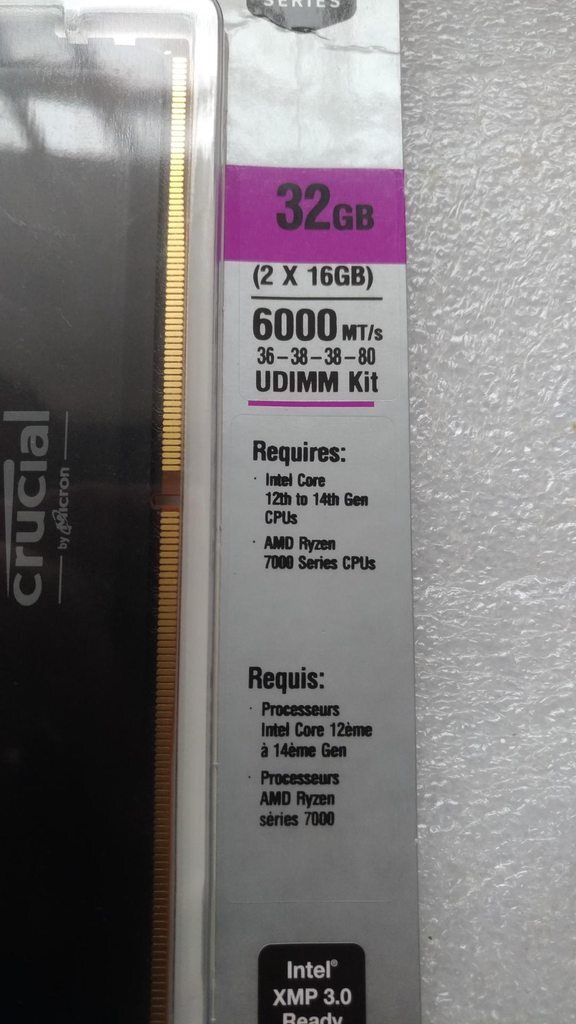 SERIES
32GB
(2 X 16GB)
6000 MT/s
36-38-38-80
UDIMM Kit
Requires:
· Intel Core
12th to 14th Gen
CPUs
· AMD Ryzen
7000 Series CPUs
Requis:
· Processeurs
Intel Core 12ème
à 14ème Gen
· Processeurs
AMD Ryzen
séries 7000
Intel®
XMP 3.0
Ready
crucial
by Micron